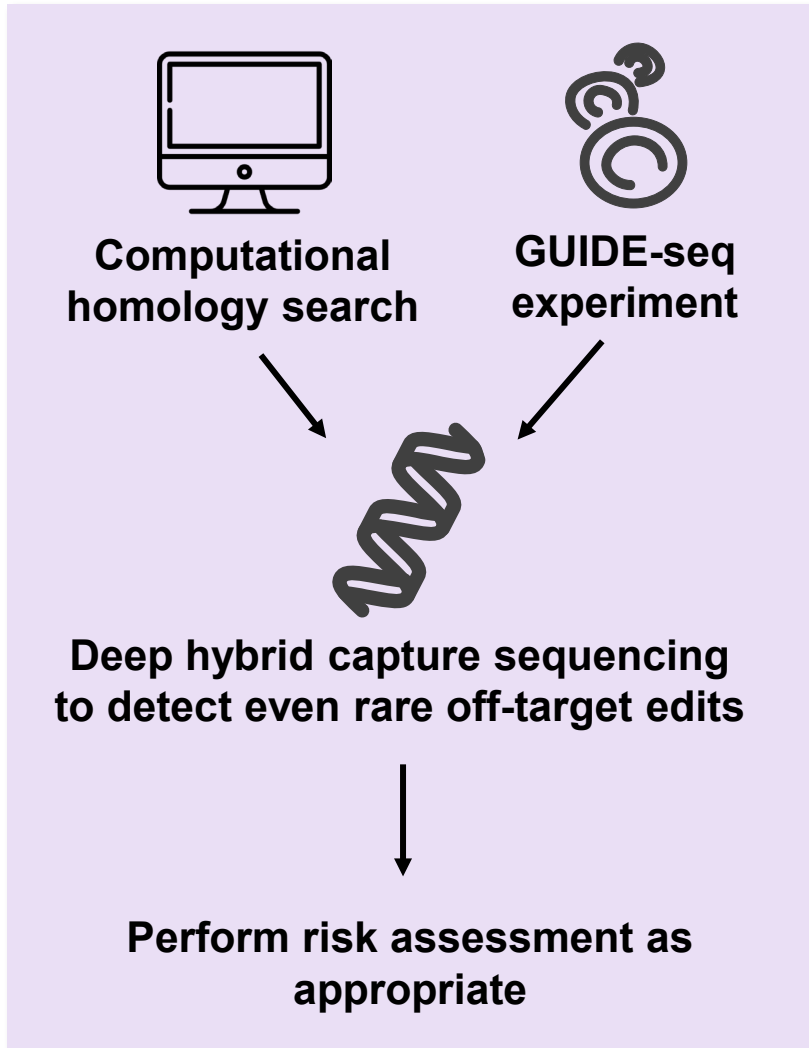 Computational
homology search
GUIDE-seq
experiment
Deep hybrid capture sequencing
to detect even rare off-target edits
Perform risk assessment as
appropriate